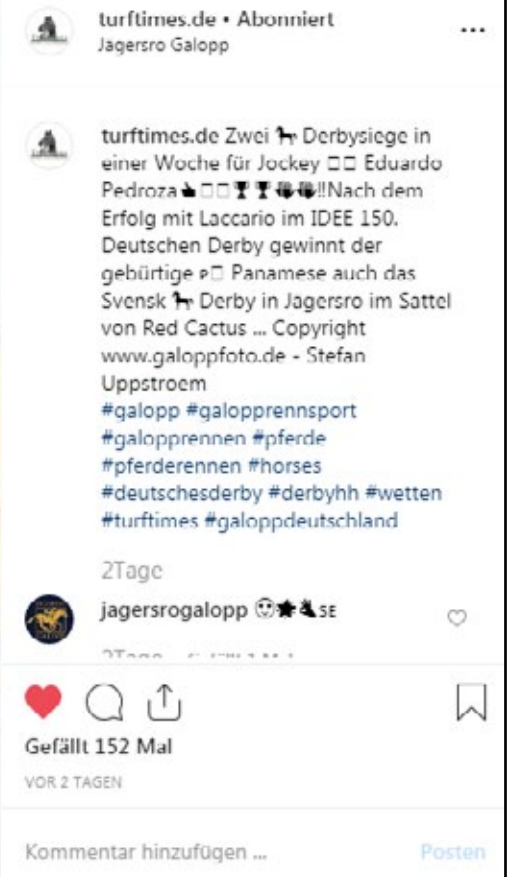 turftimes.de • Abonniert
Jagersro Galopp
...
turftimes.de Zwei 🐎 Derbysiege in
einer Woche für Jockey □□ Eduardo
Pedroza👍□□🏆🏆👏👏!!Nach dem
Erfolg mit Laccario im IDEE 150.
Deutschen Derby gewinnt der
gebürtige P□ Panamese auch das
Svensk 🐎 Derby in Jagersro im Sattel
von Red Cactus ... Copyright
www.galoppfoto.de - Stefan
Uppstroem
#galopp #galopprennsport
#galopprennen #pferde
#pferderennen #horses
#deutschesderby #derbyhh #wetten
#turftimes #galoppdeutschland
2Tage
jagersrogalopp SE
2Tage
Gefällt 152 Mal
VOR 2 TAGEN
Kommentar hinzufügen ...
Posten